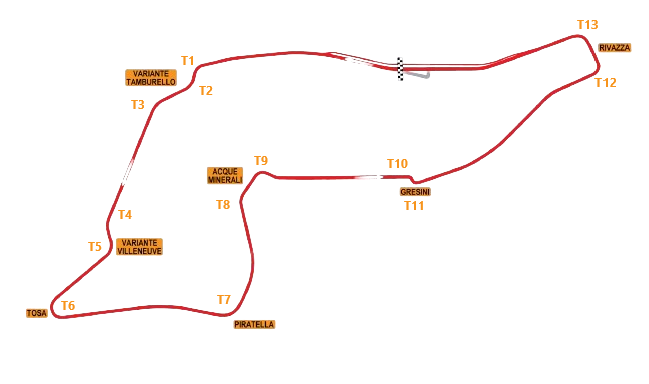 T13
RIVAZZA
T1
VARIANTE
TAMBURELLO
T2
T12
T3
T9
T10
ACQUE
MINERALI
GRESINI
T8
T11
T4
T5
VARIANTE
VILLENEUVE
T7
T6
TOSA
PIRATELLA